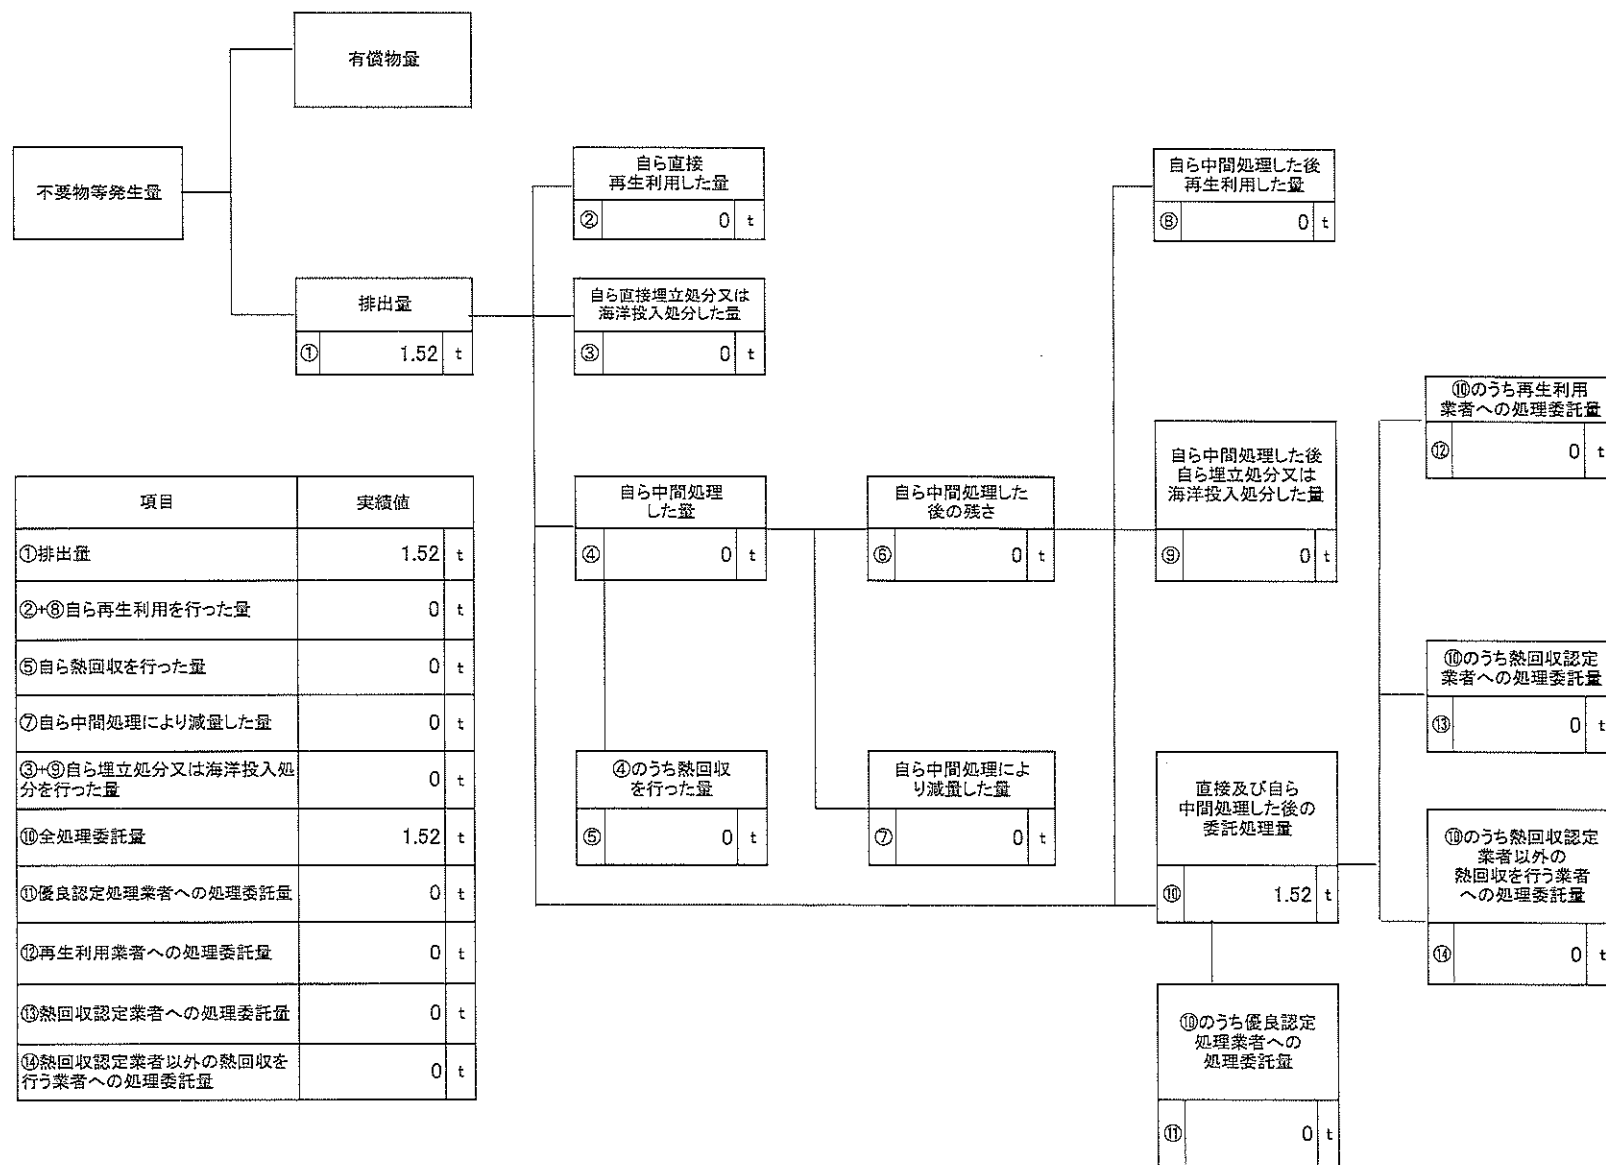 有償物量
不要物等発生量
排出量
① 1.52 t
自ら直接
再生利用した量
② 0 t
自ら直接埋立処分又は
海洋投入処分した量
③ 0 t
自ら中間処理
した量
④ 0 t
④のうち熱回収
を行った量
⑤ 0 t
自ら中間処理した
後の残さ
⑥ 0 t
自ら中間処理によ
り減量した量
⑦ 0 t
自ら中間処理した後
再生利用した量
⑧ 0 t
自ら中間処理した後
自ら埋立処分又は
海洋投入処分した量
⑨ 0 t
直接及び自ら
中間処理した後の
委託処理量
⑩ 1.52 t
⑩のうち優良認定
処理業者への
処理委託量
⑪ 0 t
⑩のうち再生利用
業者への処理委託量
⑫ 0 t
⑩のうち熱回収認定
業者への処理委託量
⑬ 0 t
⑩のうち熱回収認定
業者以外の
熱回収を行う業者
への処理委託量
⑭ 0 t
項目 実績値
①排出量 1.52 t
②+⑧自ら再生利用を行った量 0 t
⑤自ら熱回収を行った量 0 t
⑦自ら中間処理により減量した量 0 t
③+⑨自ら埋立処分又は海洋投入処
分を行った量 0 t
⑩全処理委託量 1.52 t
⑪優良認定処理業者への処理委託量 0 t
⑫再生利用業者への処理委託量 0 t
⑬熱回収認定業者への処理委託量 0 t
⑭熱回収認定業者以外の熱回収を
行う業者への処理委託量 0 t